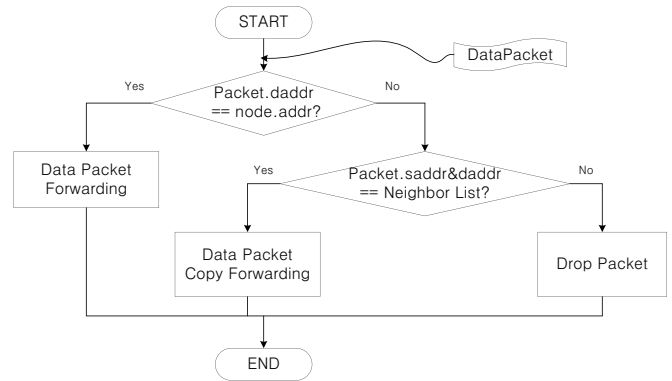 START
DataPacket
Yes
Packet.daddr
== node.addr?
No
Data Packet
Forwarding
Yes
Packet.saddr&daddr
== Neighbor List?
No
Data Packet
Copy Forwarding
Drop Packet
END